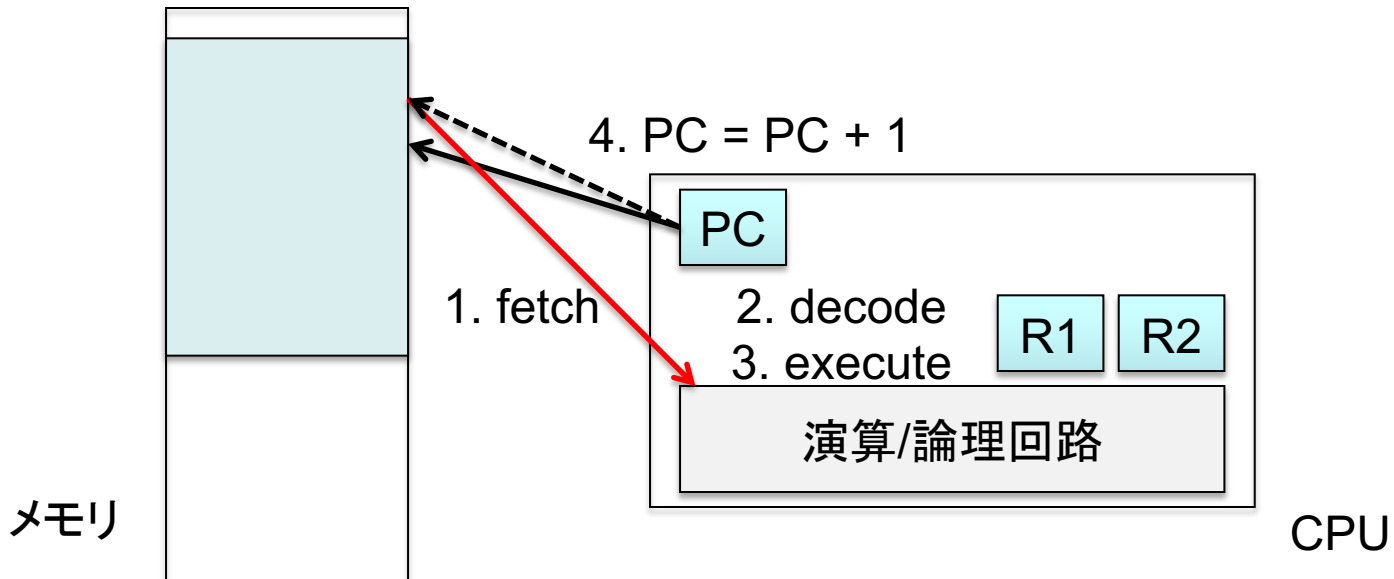 4. PC = PC + 1
PC
1. fetch
2. decode
3. execute
R1
R2
演算/論理回路
メモリ
CPU